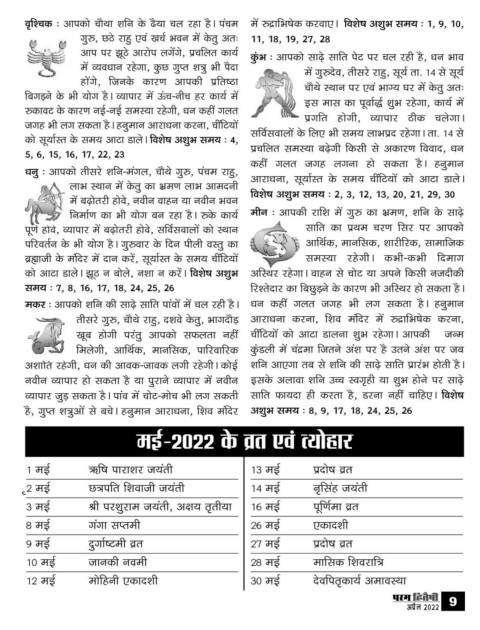 वृश्चिक : आपको चौथा शनि के ढैया चल रहा है। पंचम
गुरु, छठे राहु एवं खर्च भवन में केतु अतः
आप पर झूठे आरोप लगेंगे, प्रचलित कार्य
में व्यवधान रहेगा, कुछ गुप्त शत्रु भी पैदा
होंगे, जिनके कारण आपकी प्रतिष्ठा
बिगड़ने के भी योग है। व्यापार में ऊंच-नीच हर कार्य में
रुकावट के कारण नई-नई समस्या रहेगी, धन कहीं गलत
जगह भी लग सकता है। हनुमान आराधना करना, चींटियों
को सूर्यास्त के समय आटा डाले। विशेष अशुभ समय : 4,
5, 6, 15, 16, 17, 22, 23
धनु : आपको तीसरे शनि-मंगल, चौथे गुरु, पंचम राहु,
लाभ स्थान में केतु का भ्रमण लाभ आमदनी
में बढ़ोतरी होवे, नवीन वाहन या नवीन भवन
निर्माण का भी योग बन रहा है। रुके कार्य
पूर्ण होवे, व्यापार में बढ़ोतरी होवे, सर्विसवालों को स्थान
परिवर्तन के भी योग है। गुरुवार के दिन पीली वस्तु का
ब्रह्माजी के मंदिर में दान करें, सूर्यास्त के समय चींटियों
को आटा डाले। झूठ न बोले, नशा न करें। विशेष अशुभ
समय : 7, 8, 16, 17, 18, 24, 25, 26
मकर : आपको शनि की साढ़े साति पांवों में चल रही है।
तीसरे गुरु, चौथे राहु, दशवे केतु, भागदौड़
खूब होगी परंतु आपको सफलता नहीं
मिलेगी, आर्थिक, मानसिक, पारिवारिक
अशांति रहेगी, धन की आवक-जावक लगी रहेगी। कोई
नवीन व्यापार हो सकता है या पुराने व्यापार में नवीन
व्यापार जुड़ सकता है। पांव में चोट-मोच भी लग सकती
है, गुप्त शत्रुओं से बचे। हनुमान आराधना, शिव मंदिर
में रुद्राभिषेक करवाए। विशेष अशुभ समय : 1, 9, 10,
11, 18, 19, 27, 28
कुंभ : आपको साढ़े साति पेट पर चल रही है, धन भाव
में गुरुदेव, तीसरे राहु, सूर्य ता. 14 से सूर्य
चौथे स्थान पर एवं भाग्य घर में केतु अतः
इस मास का पूर्वार्द्ध शुभ रहेगा, कार्य में
प्रगति होगी, व्यापार ठीक चलेगा।
सर्विसवालों के लिए भी समय लाभप्रद रहेगा। ता. 14 से
प्रचलित समस्या बढ़ेगी किसी से अकारण विवाद, धन
कहीं गलत जगह लगना हो सकता है। हनुमान
आराधना, सूर्यास्त के समय चींटियों को आटा डाले।
विशेष अशुभ समय : 2, 3, 12, 13, 20, 21, 29, 30
मीन : आपकी राशि में गुरु का भ्रमण, शनि के साढ़े
साति का प्रथम चरण सिर पर आपको
आर्थिक, मानसिक, शारीरिक, सामाजिक
समस्या रहेगी। कभी-कभी दिमाग
अस्थिर रहेगा। वाहन से चोट या अपने किसी नजदीकी
रिश्तेदार का बिछुड़ने के कारण भी अस्थिर हो सकता है।
धन कहीं गलत जगह भी लग सकता है। हनुमान
आराधना करना, शिव मंदिर में रुद्राभिषेक करना,
चींटियों को आटा डालना शुभ रहेगा। आपकी जन्म
कुंडली में चंद्रमा जितने अंश पर है उतने अंश पर जब
शनि आएगा तब से शनि की साढ़े साति प्रारंभ होती है।
इसके अलावा शनि उच्च स्वगृही या शुभ होने पर साढ़े
साति फायदा ही करता है, डरना नहीं चाहिए। विशेष
अशुभ समय : 8, 9, 17, 18, 24, 25, 26
मई-2022 के व्रत एवं त्योहार
1 मई ऋषि पाराशर जयंती
2 मई छत्रपति शिवाजी जयंती
3 मई श्री परशुराम जयंती, अक्षय तृतीया
8 मई गंगा सप्तमी
9 मई दुर्गाष्टमी व्रत
10 मई जानकी नवमी
12 मई मोहिनी एकादशी
13 मई प्रदोष व्रत
14 मई नृसिंह जयंती
16 मई पूर्णिमा व्रत
26 मई एकादशी
27 मई प्रदोष व्रत
28 मई मासिक शिवरात्रि
30 मई देवपितृकार्य अमावस्या
परम हितैषी
अप्रैल 2022 9